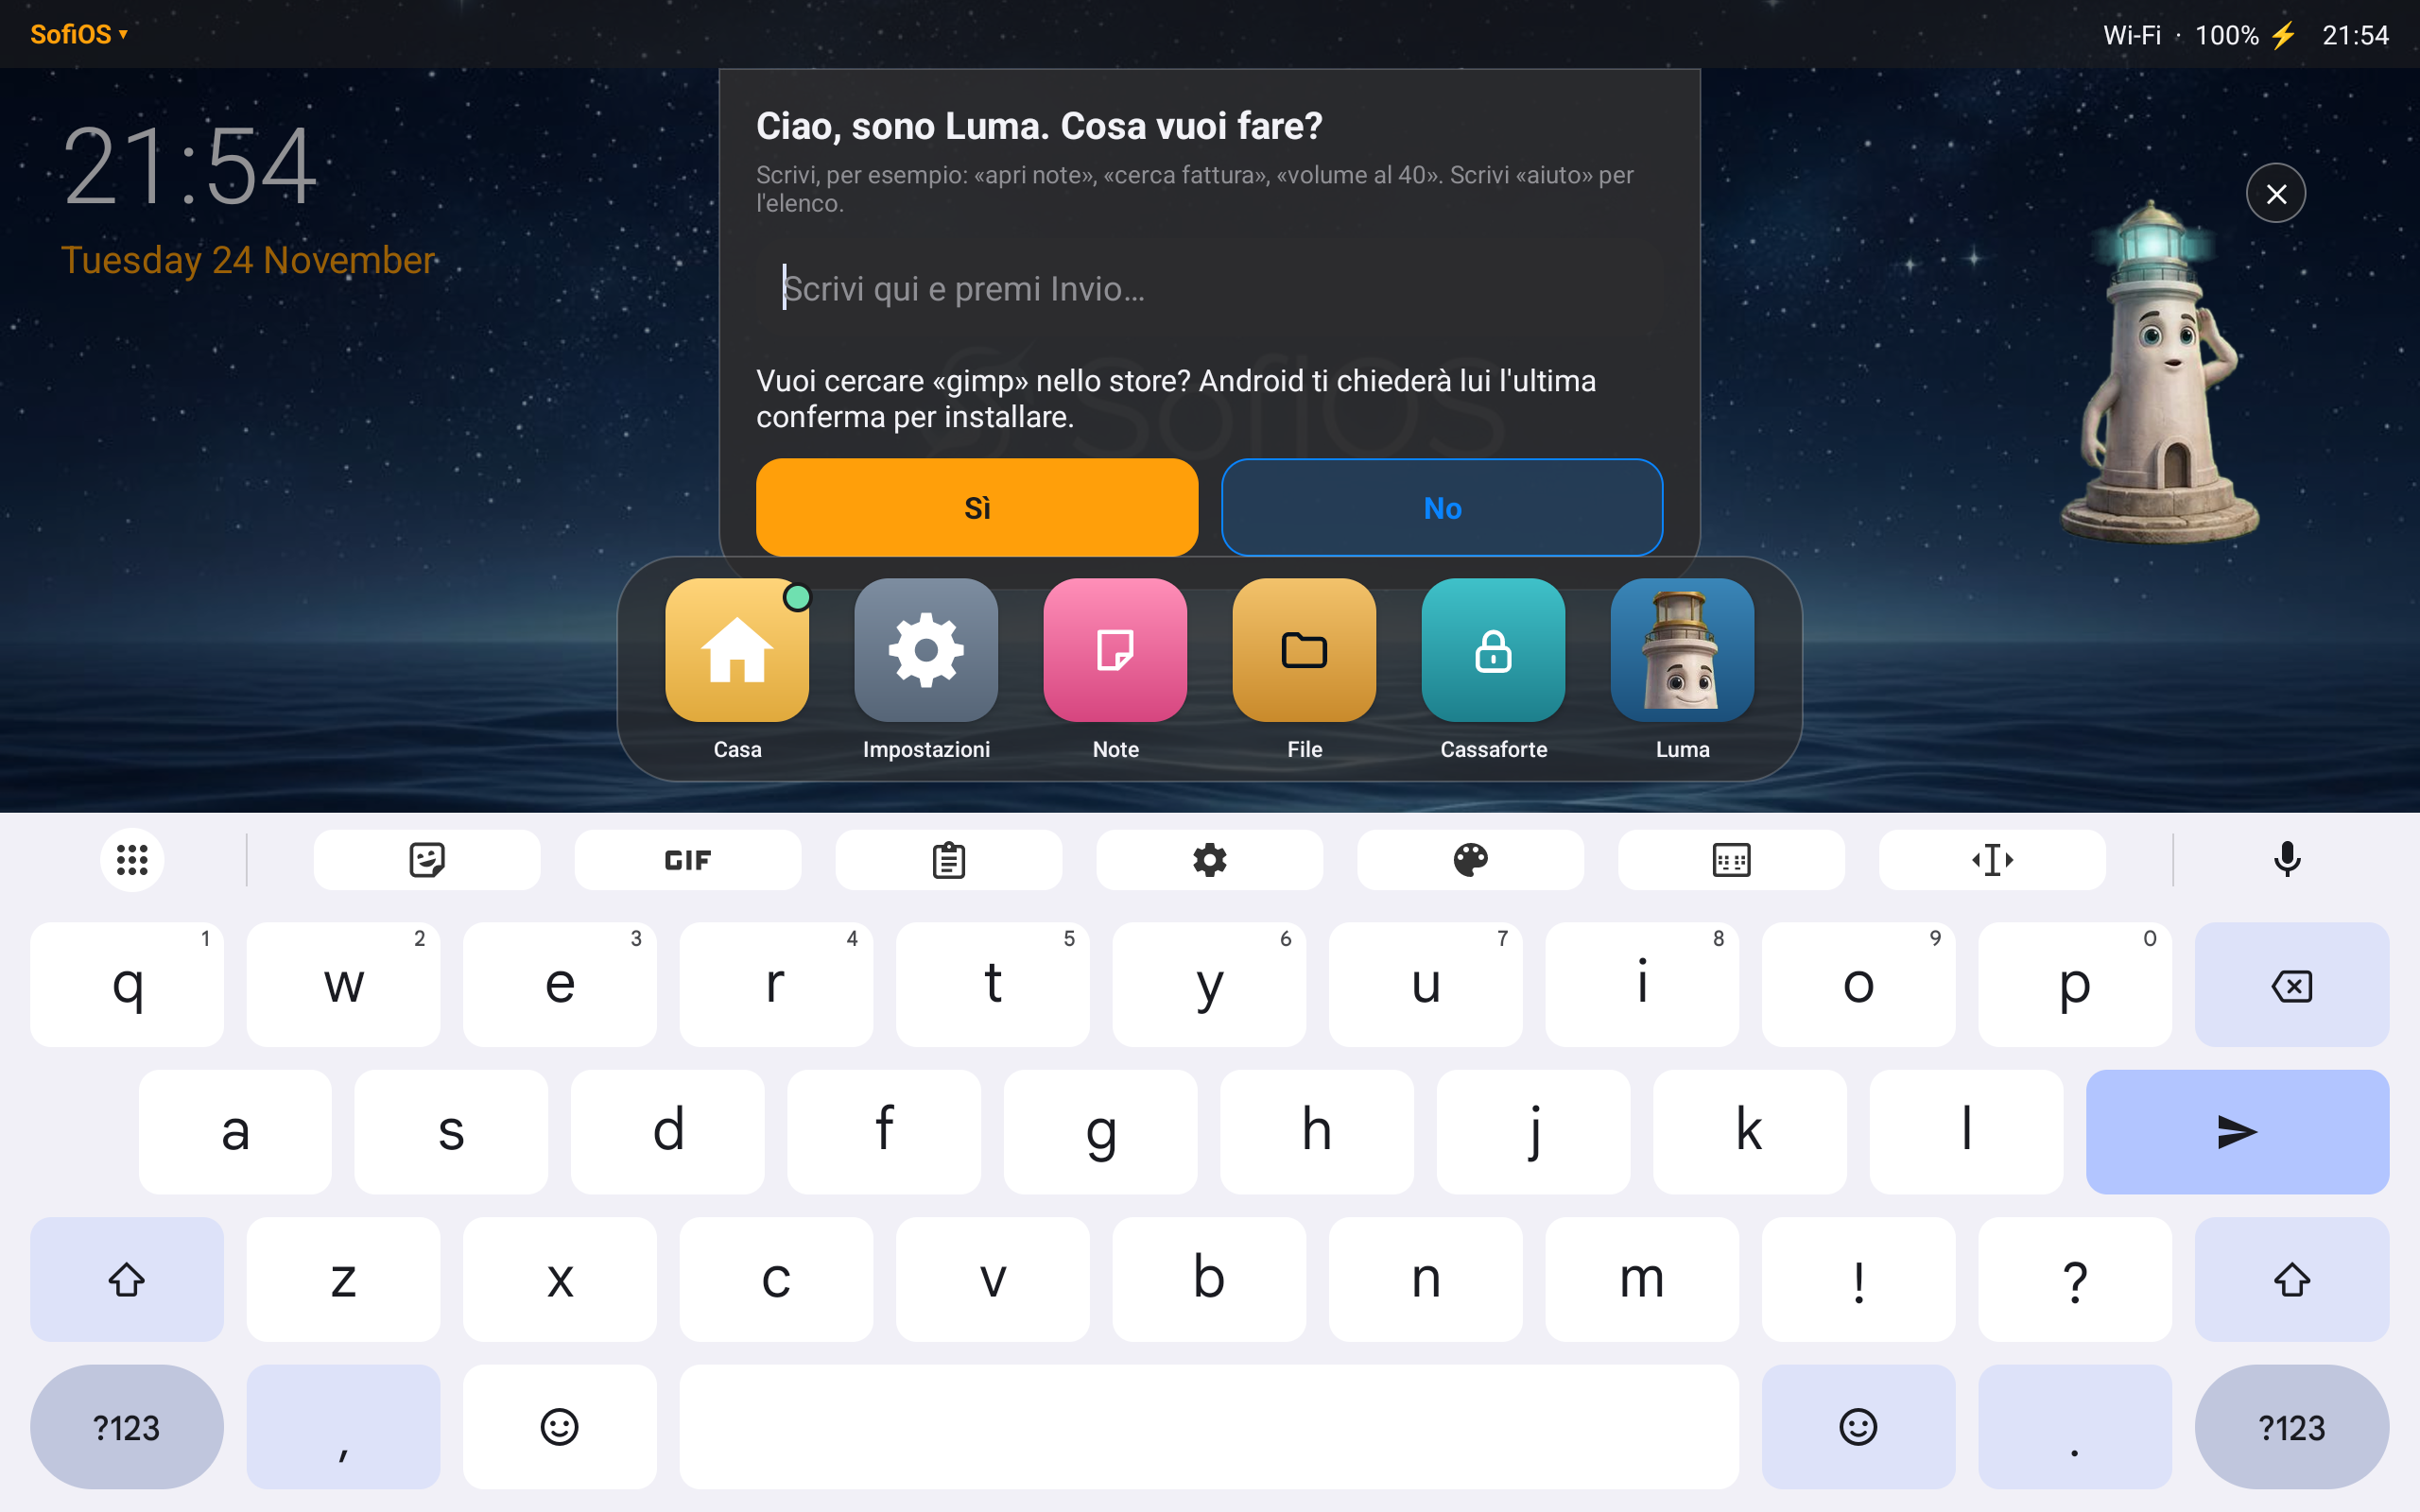 SofiOS ▾
Wi-Fi · 100% ⚡ 21:54
21:54
Tuesday 24 November
Ciao, sono Luma. Cosa vuoi fare?
Scrivi, per esempio: «apri note», «cerca fattura», «volume al 40». Scrivi «aiuto» per
l'elenco.
Scrivi qui e premi Invio…
SofiOS
Vuoi cercare «gimp» nello store? Android ti chiederà lui l'ultima
conferma per installare.
Sì No
Casa Impostazioni Note File Cassaforte Luma
GIF
1 2 3 4 5 6 7 8 9 0
q w e r t y u i o p
a s d f g h j k l
z x c v b n m ! ?
?123 , . ?123